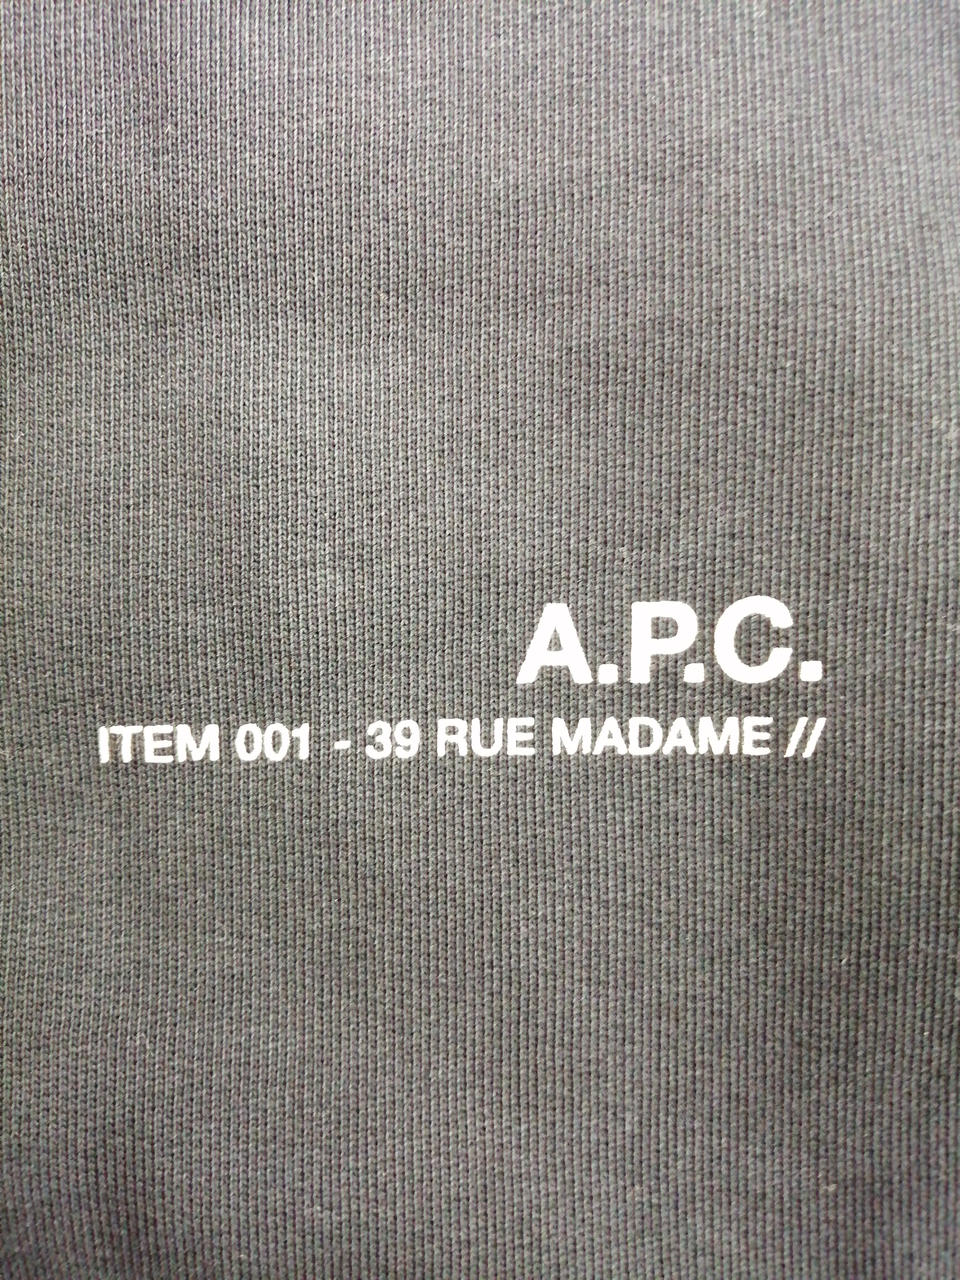 A.P.C.
ITEM 001 - 39 RUE MADAME //